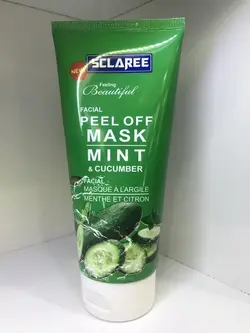 SCLAREE
NEW
Feeling
Beautiful
FACIAL
PEEL OFF
MASK
MINT
& CUCUMBER
FACIAL
MASQUE A L'ARGILE
MENTHE ET CITRON